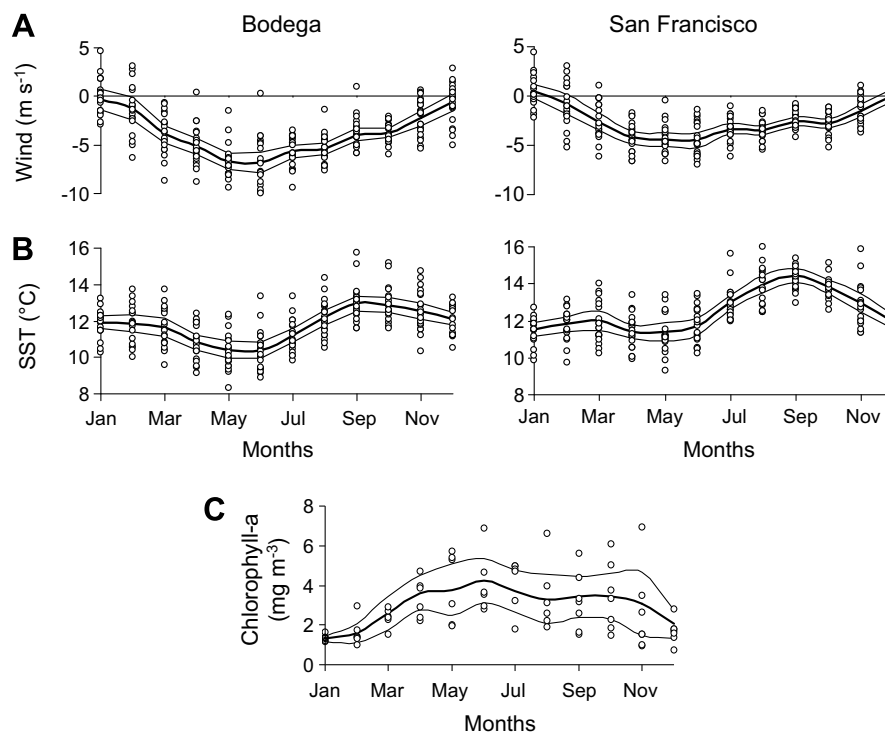 A
Bodega
San Francisco
Wind (m s-1)
5
0
-5
-10
5
0
-5
-10
B
SST (°C)
16
14
12
10
8
16
14
12
10
8
Jan Mar May Jul Sep Nov
Jan Mar May Jul Sep Nov
Months
Months
C
Chlorophyll-a
(mg m-3)
8
6
4
2
0
Jan Mar May Jul Sep Nov
Months